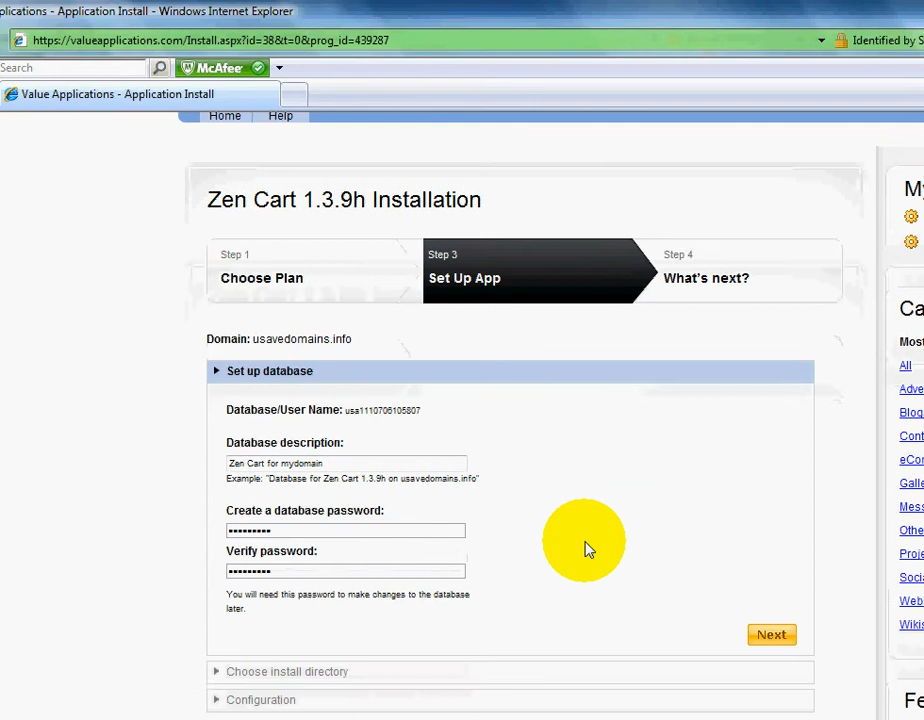 plications - Application Install - Windows Internet Explorer
https://valueapplications.com/Install.aspx?id=38&t=0&prog_id=439287
Identified by S
Search
McAfee
Value Applications - Application Install
Home Help
Zen Cart 1.3.9h Installation
Step 1
Choose Plan
Step 3
Set Up App
Step 4
What's next?
Domain: usavedomains.info
Set up database
Database/User Name: usa1110706105807
Database description:
Zen Cart for mydomain
Example: "Database for Zen Cart 1.3.9h on usavedomains.info"
Create a database password:
•••••••••
Verify password:
•••••••••
You will need this password to make changes to the database
later.
Next
Choose install directory
Configuration
My
Ca
Most
All
Adve
Blog
Cont
eCo
Galle
Mess
Othe
Proje
Socia
Web
Wikis
Fe